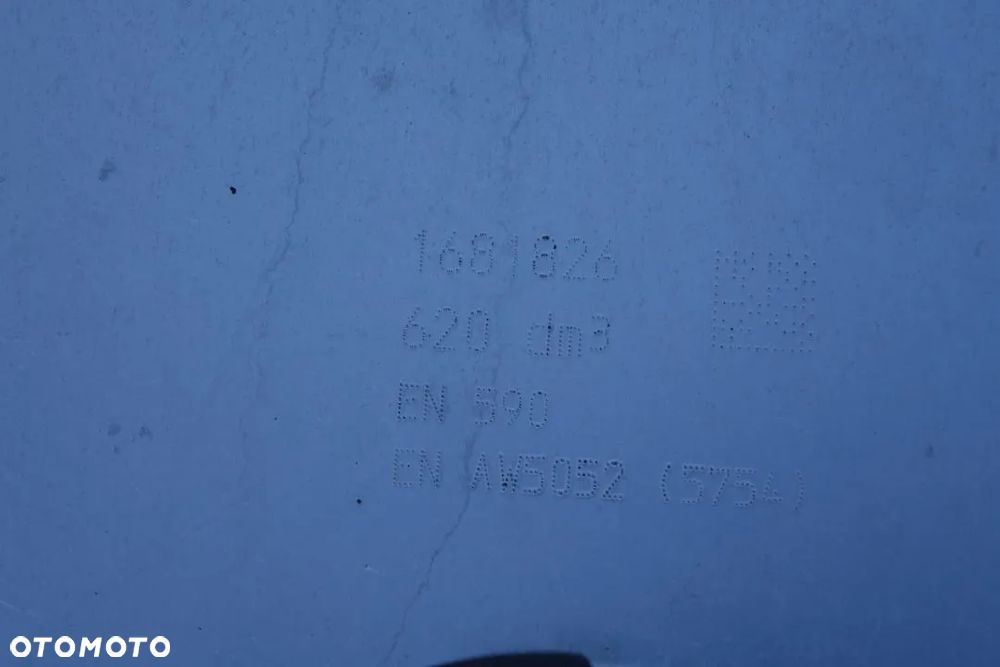 1681826
620 dm3
EN 590
EN AW5052 (5754)
OTOMOTO